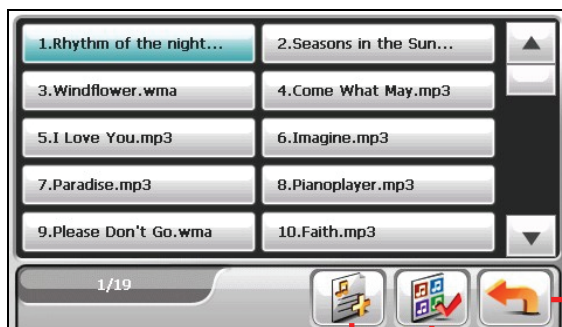 1.Rhythm of the night...
2.Seasons in the Sun...
3.Windflower.wma
4.Come What May.mp3
5.I Love You.mp3
6.Imagine.mp3
7.Paradise.mp3
8.Pianoplayer.mp3
9.Please Don't Go.wma
10.Faith.mp3
1/19